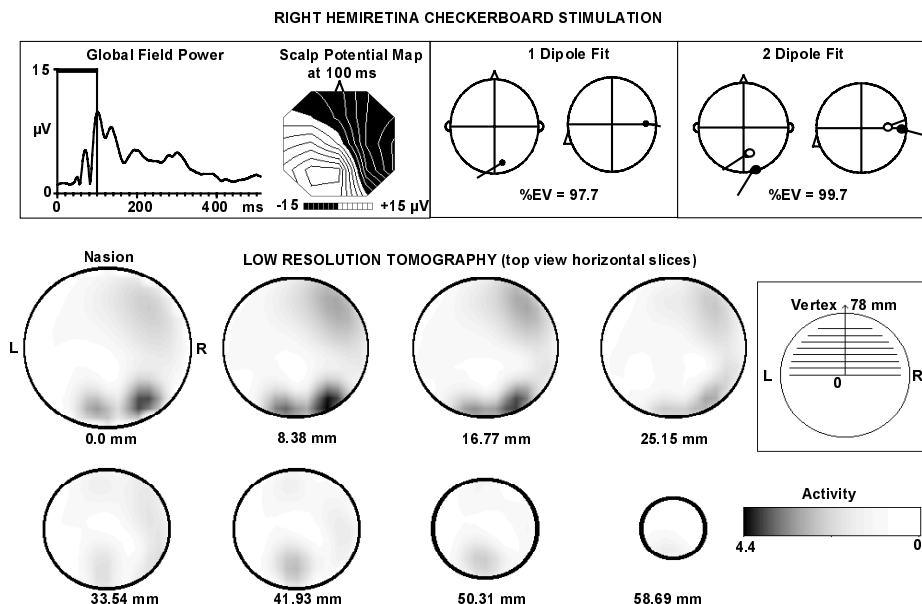 RIGHT HEMIRETINA CHECKERBOARD STIMULATION
Global Field Power
15
µV
0
0 200 400
ms
Scalp Potential Map
at 100 ms
-15 +15 µV
1 Dipole Fit
%EV = 97.7
2 Dipole Fit
%EV = 99.7
Nasion
LOW RESOLUTION TOMOGRAPHY (top view horizontal slices)
L R
0.0 mm 8.38 mm 16.77 mm 25.15 mm
Vertex 78 mm
L R
0
33.54 mm 41.93 mm 50.31 mm 58.69 mm
Activity
4.4 0